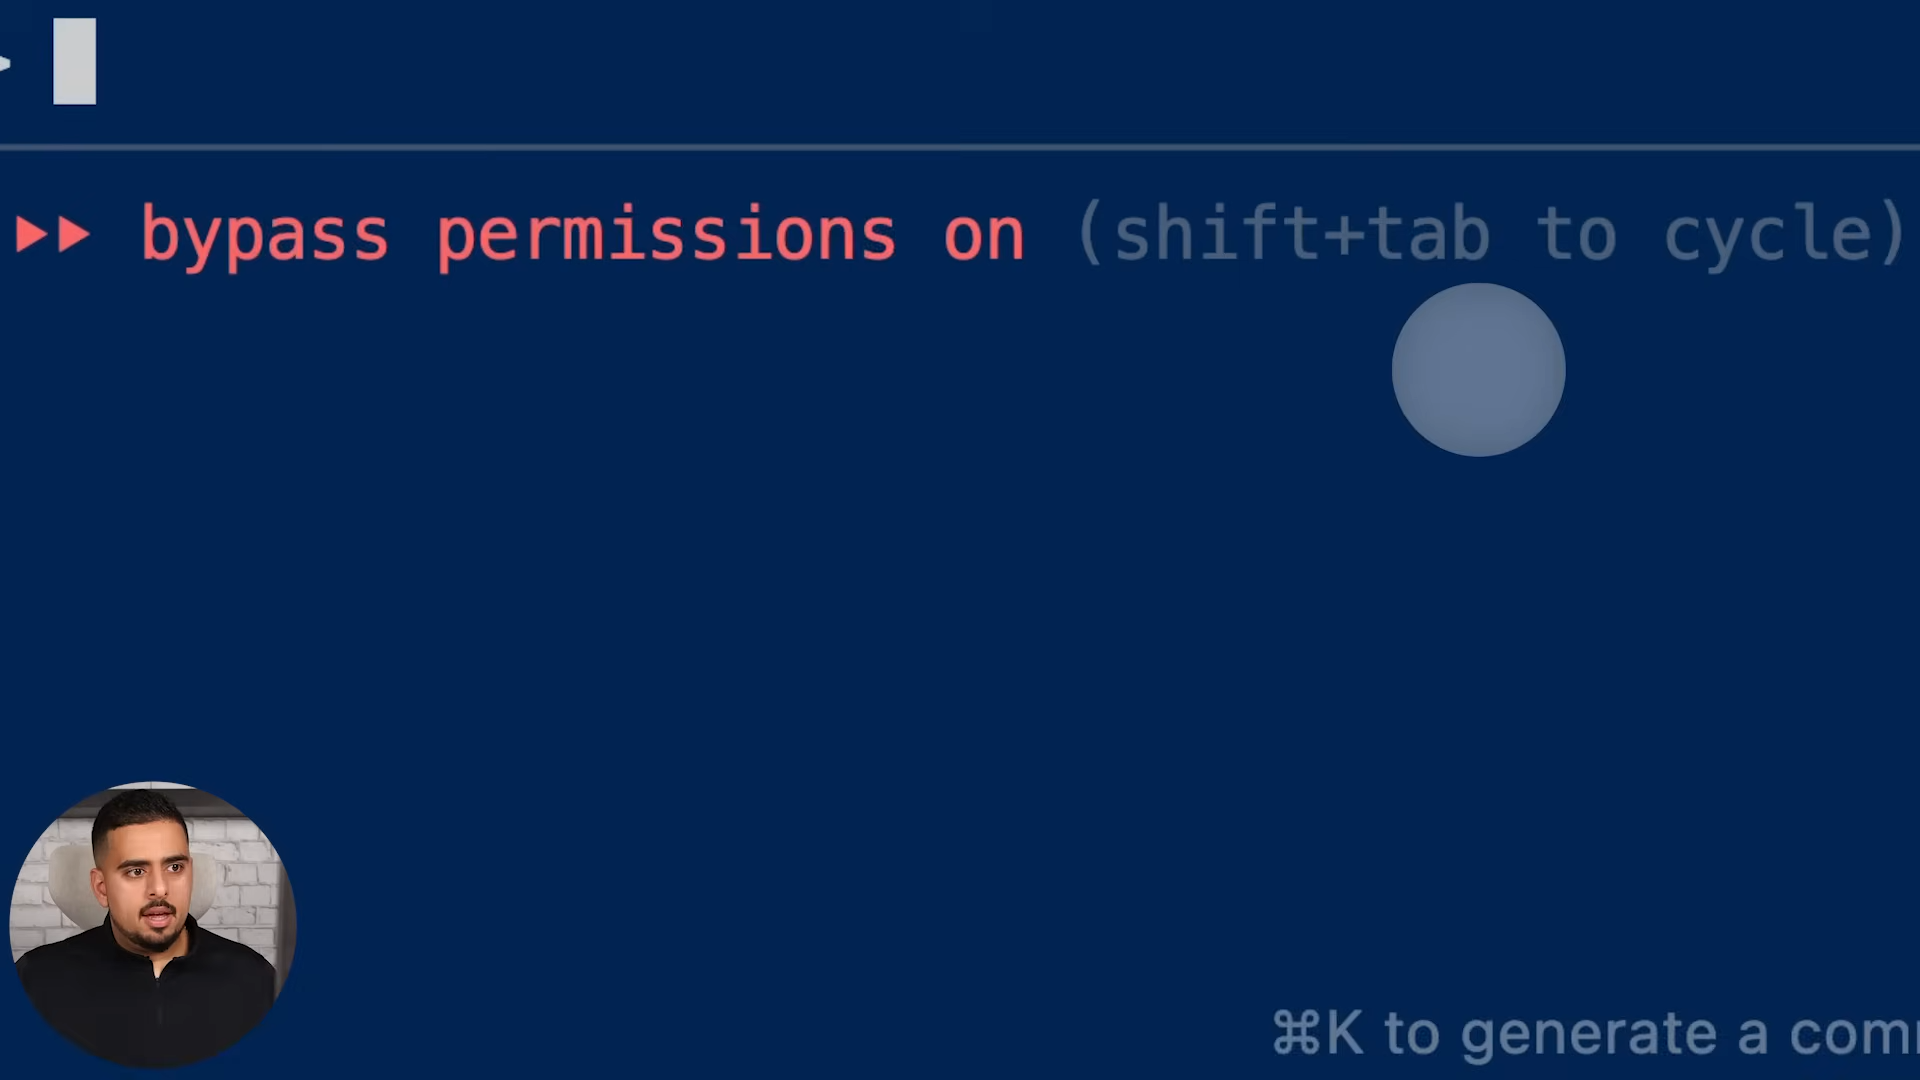 >
▶▶ bypass permissions on (shift+tab to cycle)
⌘K to generate a com